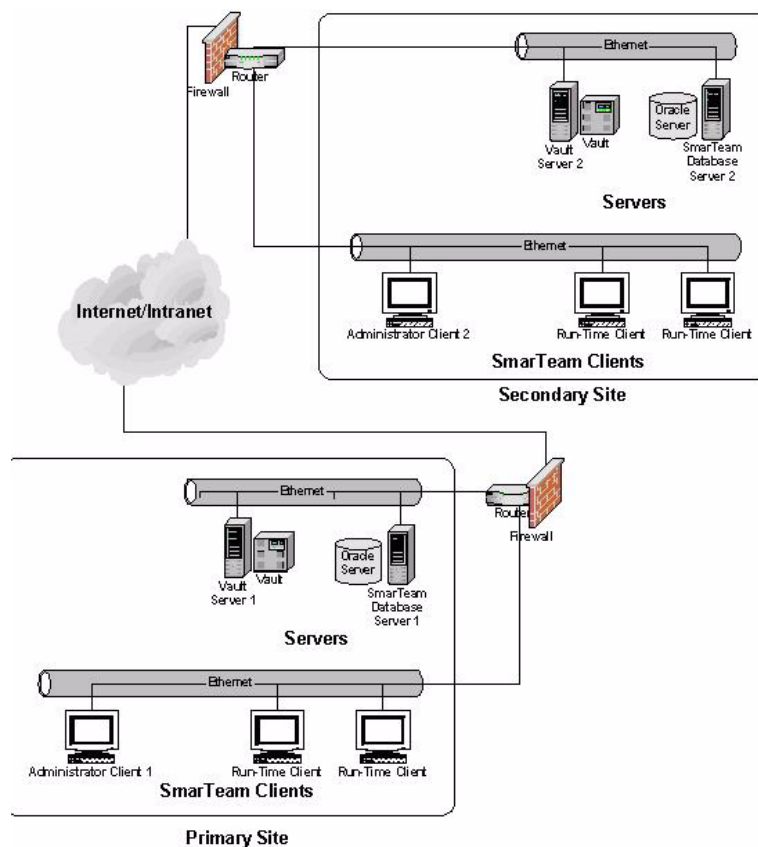 Ethernet
Router
Firewall
Vault
Server 2
Vault
Oracle
Server
SmarTeam
Database
Server 2
Servers
Ethernet
Internet/Intranet
Administrator Client 2
Run-Time Client
Run-Time Client
SmarTeam Clients
Secondary Site
Ethernet
Router
Firewall
Vault
Server 1
Vault
Oracle
Server
SmarTeam
Database
Server 1
Servers
Ethernet
Administrator Client 1
Run-Time Client
Run-Time Client
SmarTeam Clients
Primary Site